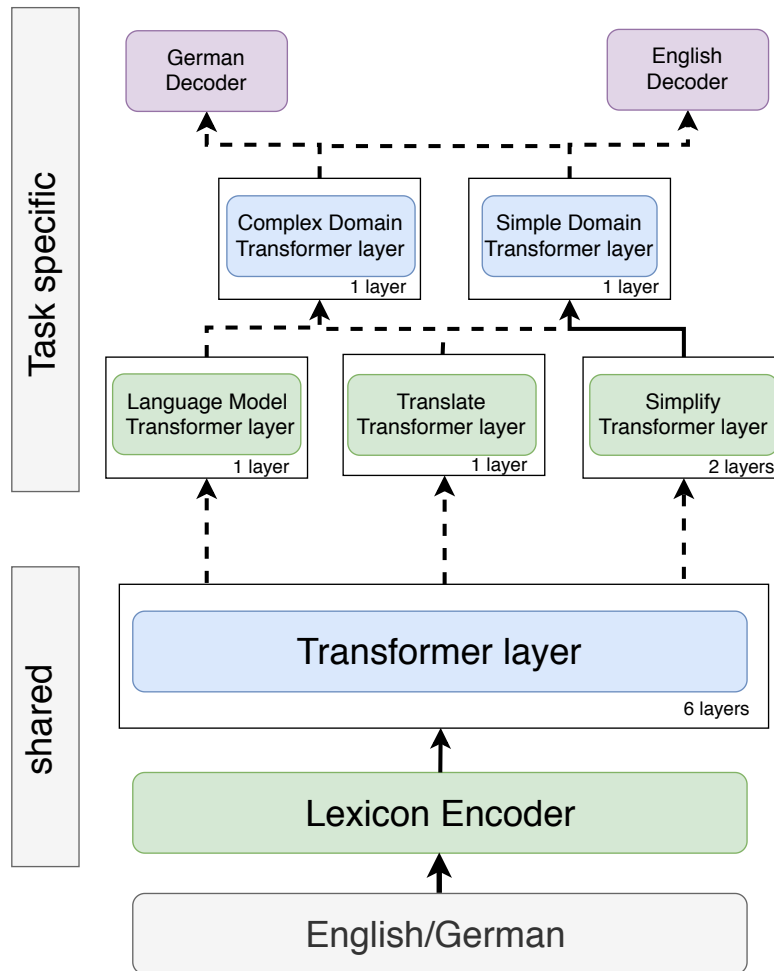 German
Decoder
English
Decoder
Task specific
Complex Domain
Transformer layer
1 layer
Simple Domain
Transformer layer
1 layer
Language Model
Transformer layer
1 layer
Translate
Transformer layer
1 layer
Simplify
Transformer layer
2 layers
shared
Transformer layer
6 layers
Lexicon Encoder
English/German